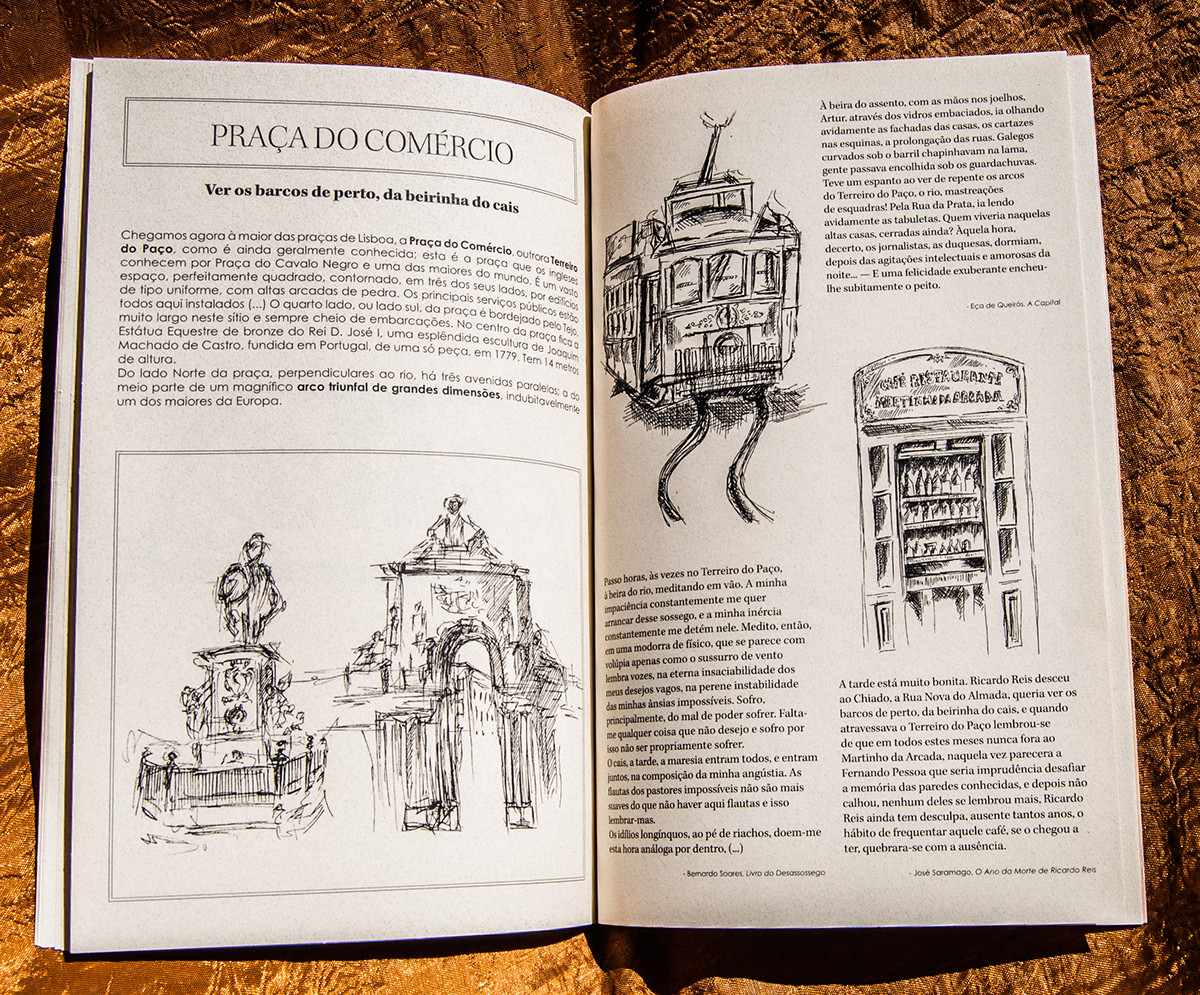 PRAÇA DO COMÉRCIO
Ver os barcos de perto, da beirinha do cais
Chegamos agora à maior das praças de Lisboa, a Praça do Comércio, outrora Terreiro
do Paço, como é ainda geralmente conhecida; esta é a praça que os ingleses
conhecem por Praça do Cavalo Negro e uma das maiores do mundo. É um vasto
espaço, perfeitamente quadrado, contornado, em três dos seus lados, por edifícios
de tipo uniforme, com altas arcadas de pedra. Os principais serviços públicos estão
todos aqui instalados (...) O quarto lado, ou lado sul, da praça é bordejado pelo Tejo,
muito largo neste sítio e sempre cheio de embarcações. No centro da praça fica a
Estátua Equestre de bronze do Rei D. José I, uma esplêndida escultura de Joaquim
Machado de Castro, fundida em Portugal, de uma só peça, em 1779. Tem 14 metros
de altura.
Do lado Norte da praça, perpendiculares ao rio, há três avenidas paralelas; a do
meio parte de um magnífico arco triunfal de grandes dimensões, indubitavelmente
um dos maiores da Europa.
À beira do assento, com as mãos nos joelhos,
Artur, através dos vidros embaciados, ia olhando
avidamente as fachadas das casas, os cartazes
nas esquinas, a prolongação das ruas. Galegos
curvados sob o barril chapinhavam na lama,
gente passava encolhida sob os guardachuvas.
Teve um espanto ao ver de repente os arcos
do Terreiro do Paço, o rio, mastreações
de esquadras! Pela Rua da Prata, ia lendo
avidamente as tabuletas. Quem viveria naquelas
altas casas, cerradas ainda? Àquela hora,
decerto, os jornalistas, as duquesas, dormiam,
depois das agitações intelectuais e amorosas da
noite... — E uma felicidade exuberante encheu-
lhe subitamente o peito.
- Eça de Queirós. A Capital
CAFÉ RESTAURANTE
MARTINHO DA ARCADA
Passo horas, às vezes no Terreiro do Paço,
à beira do rio, meditando em vão. A minha
impaciência constantemente me quer
arrancar desse sossego, e a minha inércia
constantemente me detém nele. Medito, então,
em uma modorra de físico, que se parece com
volúpia apenas como o sussurro de vento
lembra vozes, na eterna insaciabilidade dos
meus desejos vagos, na perene instabilidade
das minhas ânsias impossíveis. Sofro,
principalmente, do mal de poder sofrer. Falta-
me qualquer coisa que não desejo e sofro por
isso não ser propriamente sofrer.
O cais, a tarde, a maresia entram todos, e entram
juntos, na composição da minha angústia. As
flautas dos pastores impossíveis não são mais
suaves do que não haver aqui flautas e isso
lembrar-mas.
Os idílios longínquos, ao pé de riachos, doem-me
esta hora análoga por dentro, (...)
- Bernardo Soares. Livro do Desassossego
A tarde está muito bonita. Ricardo Reis desceu
ao Chiado, a Rua Nova do Almada, queria ver os
barcos de perto, da beirinha do cais, e quando
atravessava o Terreiro do Paço lembrou-se
de que em todos estes meses nunca fora ao
Martinho da Arcada, naquela vez parecera a
Fernando Pessoa que seria imprudência desafiar
a memória das paredes conhecidas, e depois não
calhou, nenhum deles se lembrou mais, Ricardo
Reis ainda tem desculpa, ausente tantos anos, o
hábito de frequentar aquele café, se o chegou a
ter, quebrara-se com a ausência.
- José Saramago. O Ano da Morte de Ricardo Reis